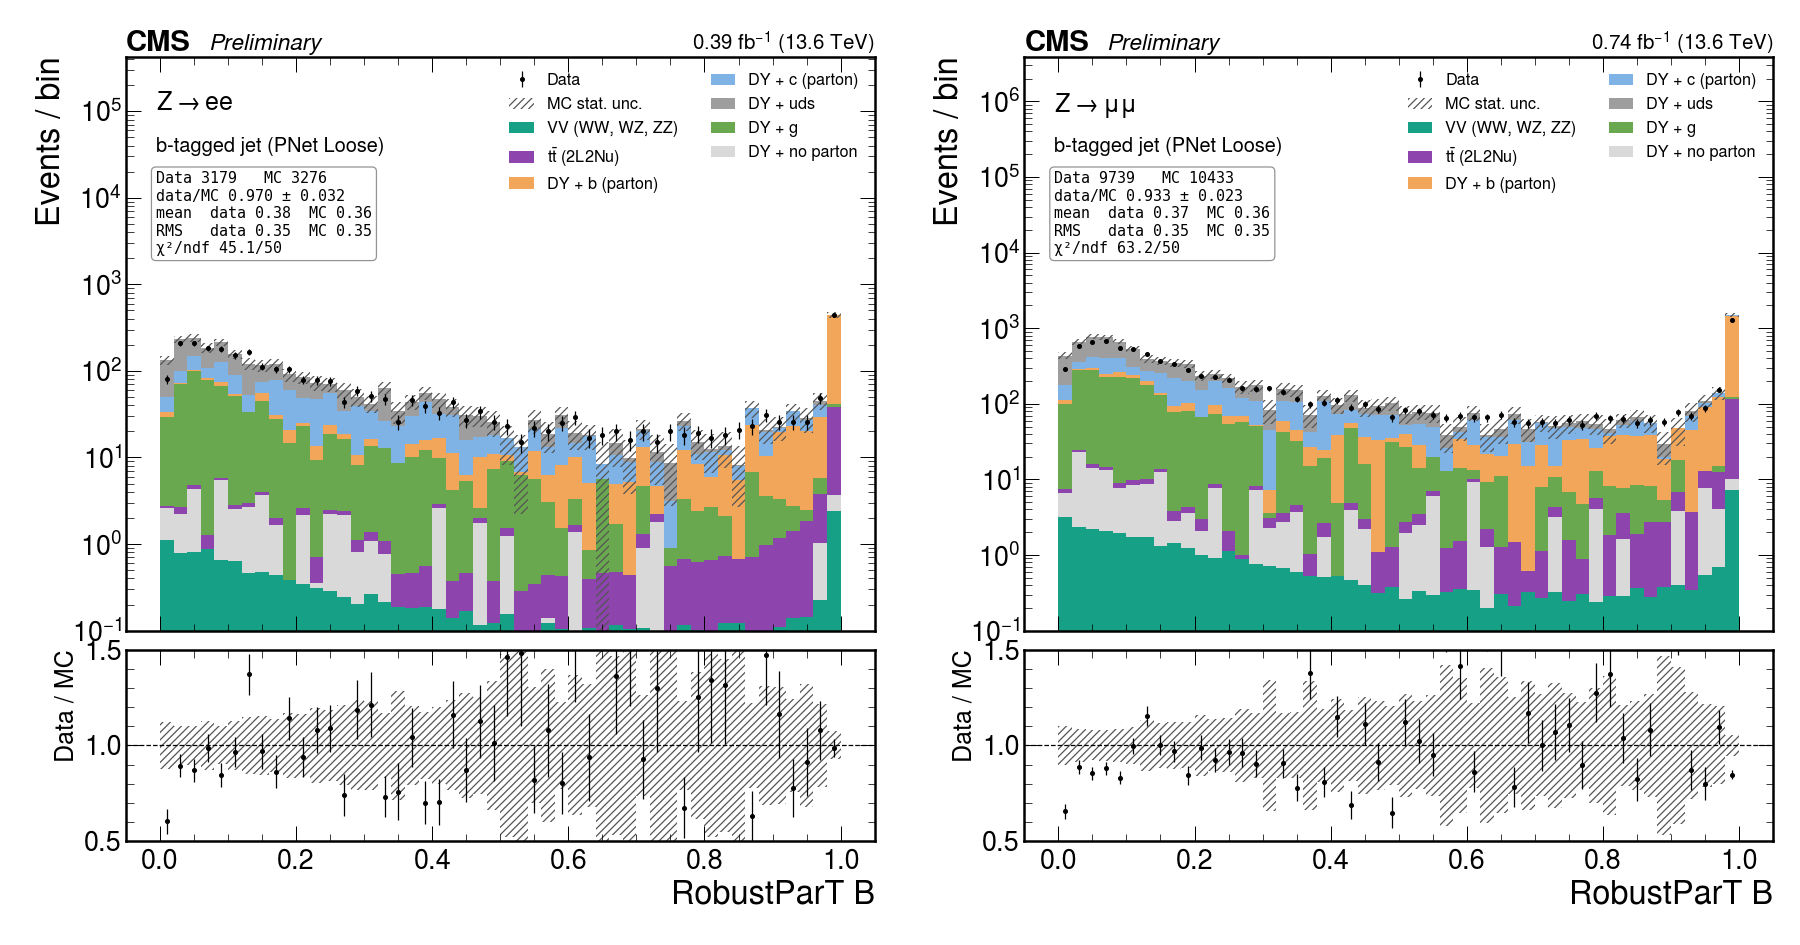 CMS Preliminary 0.39 fb⁻¹ (13.6 TeV)
Events / bin
Z → ee
b-tagged jet (PNet Loose)
Data 3179 MC 3276
data/MC 0.970 ± 0.032
mean data 0.38 MC 0.36
RMS data 0.35 MC 0.35
χ²/ndf 45.1/50
Data
MC stat. unc.
VV (WW, WZ, ZZ)
tt̄ (2L2Nu)
DY + b (parton)
DY + c (parton)
DY + uds
DY + g
DY + no parton
10⁵
10⁴
10³
10²
10¹
10⁰
10⁻¹
Data / MC
1.5
1.0
0.5
0.0 0.2 0.4 0.6 0.8 1.0
RobustParT B
CMS Preliminary 0.74 fb⁻¹ (13.6 TeV)
Events / bin
Z → μμ
b-tagged jet (PNet Loose)
Data 9739 MC 10433
data/MC 0.933 ± 0.023
mean data 0.37 MC 0.36
RMS data 0.35 MC 0.35
χ²/ndf 63.2/50
Data
MC stat. unc.
VV (WW, WZ, ZZ)
tt̄ (2L2Nu)
DY + b (parton)
DY + c (parton)
DY + uds
DY + g
DY + no parton
10⁶
10⁵
10⁴
10³
10²
10¹
10⁰
10⁻¹
Data / MC
1.5
1.0
0.5
0.0 0.2 0.4 0.6 0.8 1.0
RobustParT B